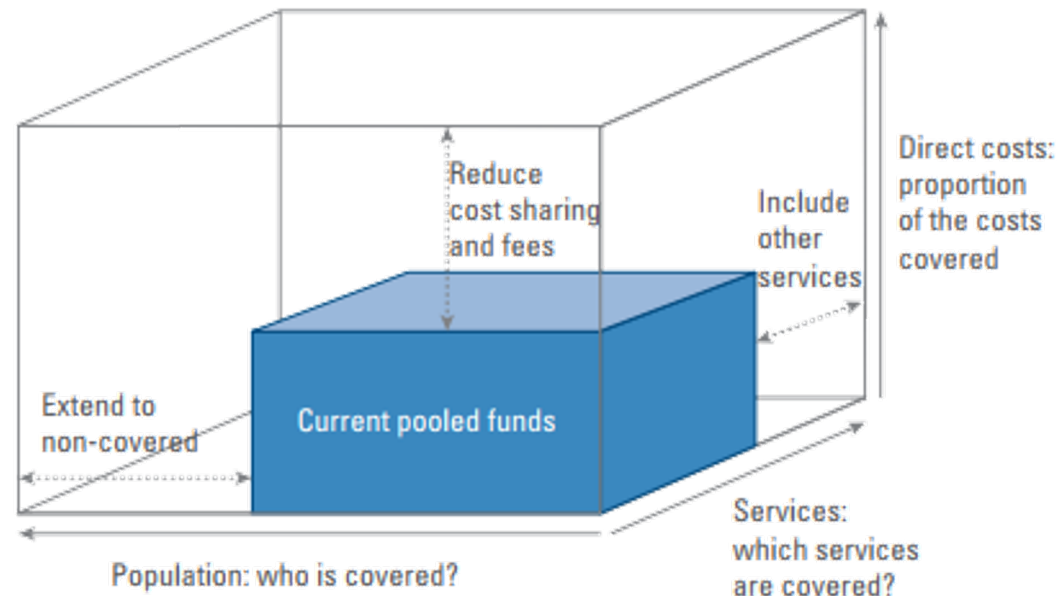 Reduce
cost sharing
and fees
Include
other
services
Direct costs:
proportion
of the costs
covered
Extend to
non-covered
Current pooled funds
Population: who is covered?
Services:
which services
are covered?